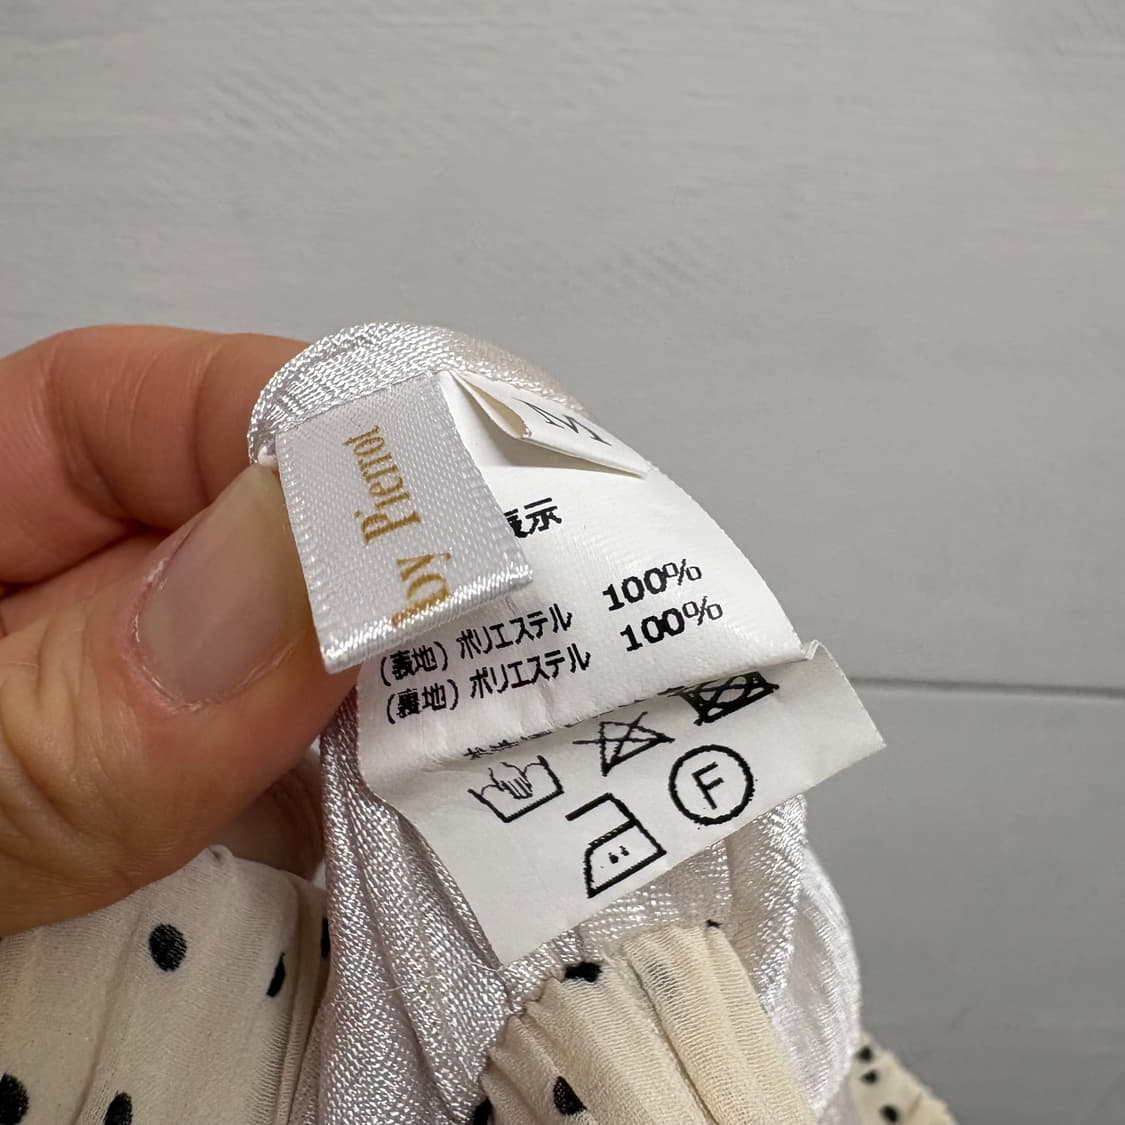 by Pierrot
M
表示
(表地) ポリエステル 100%
(裏地) ポリエステル 100%
F